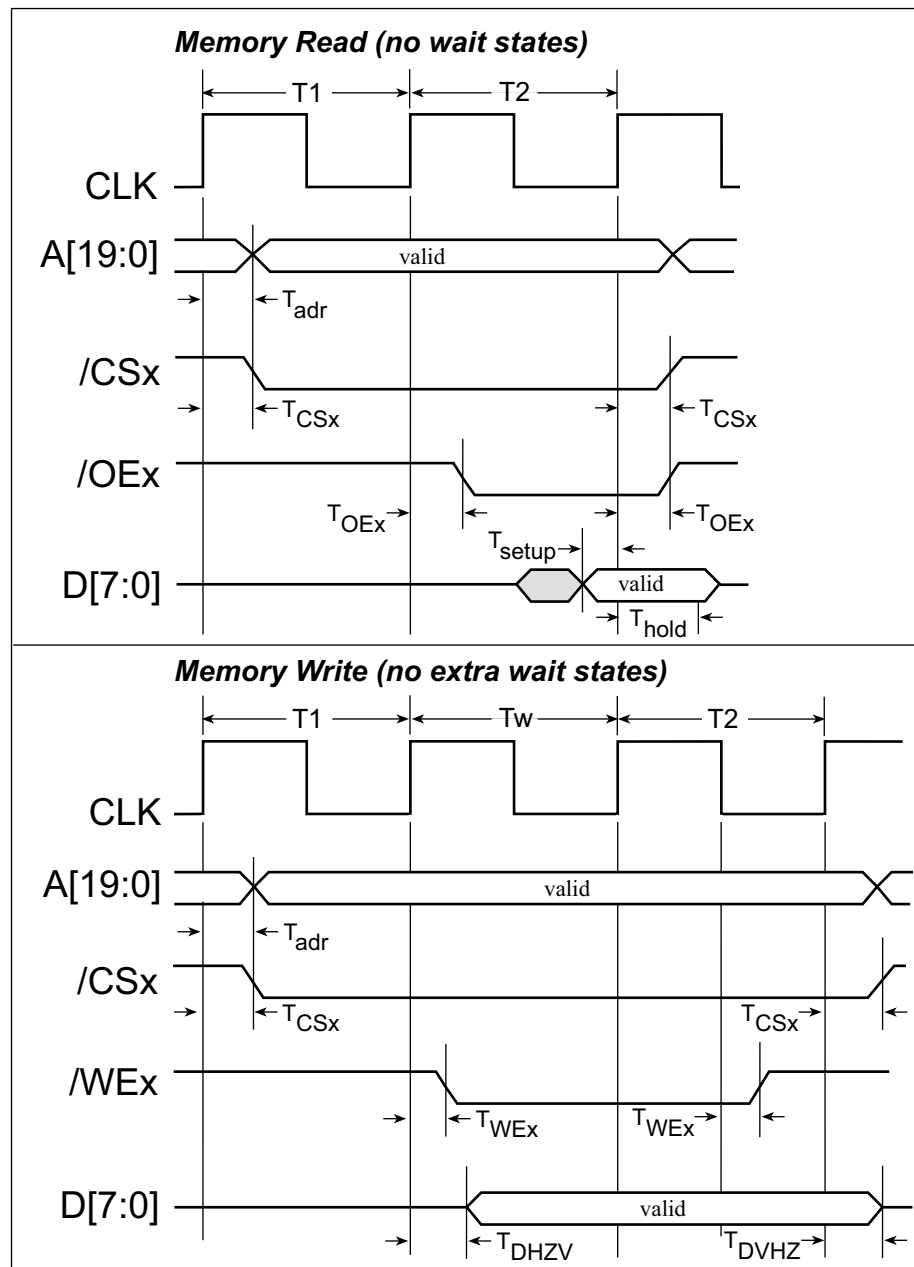 Memory Read (no wait states)
T1 T2
CLK
A[19:0] valid
Tadr
/CSx
TCSx TCSx
/OEx
TOEx TOEx
Tsetup
D[7:0] valid
Thold
Memory Write (no extra wait states)
T1 Tw T2
CLK
A[19:0] valid
Tadr
/CSx
TCSx TCSx
/WEx
TWEx TWEx
D[7:0] valid
TDHZV TDVHZ